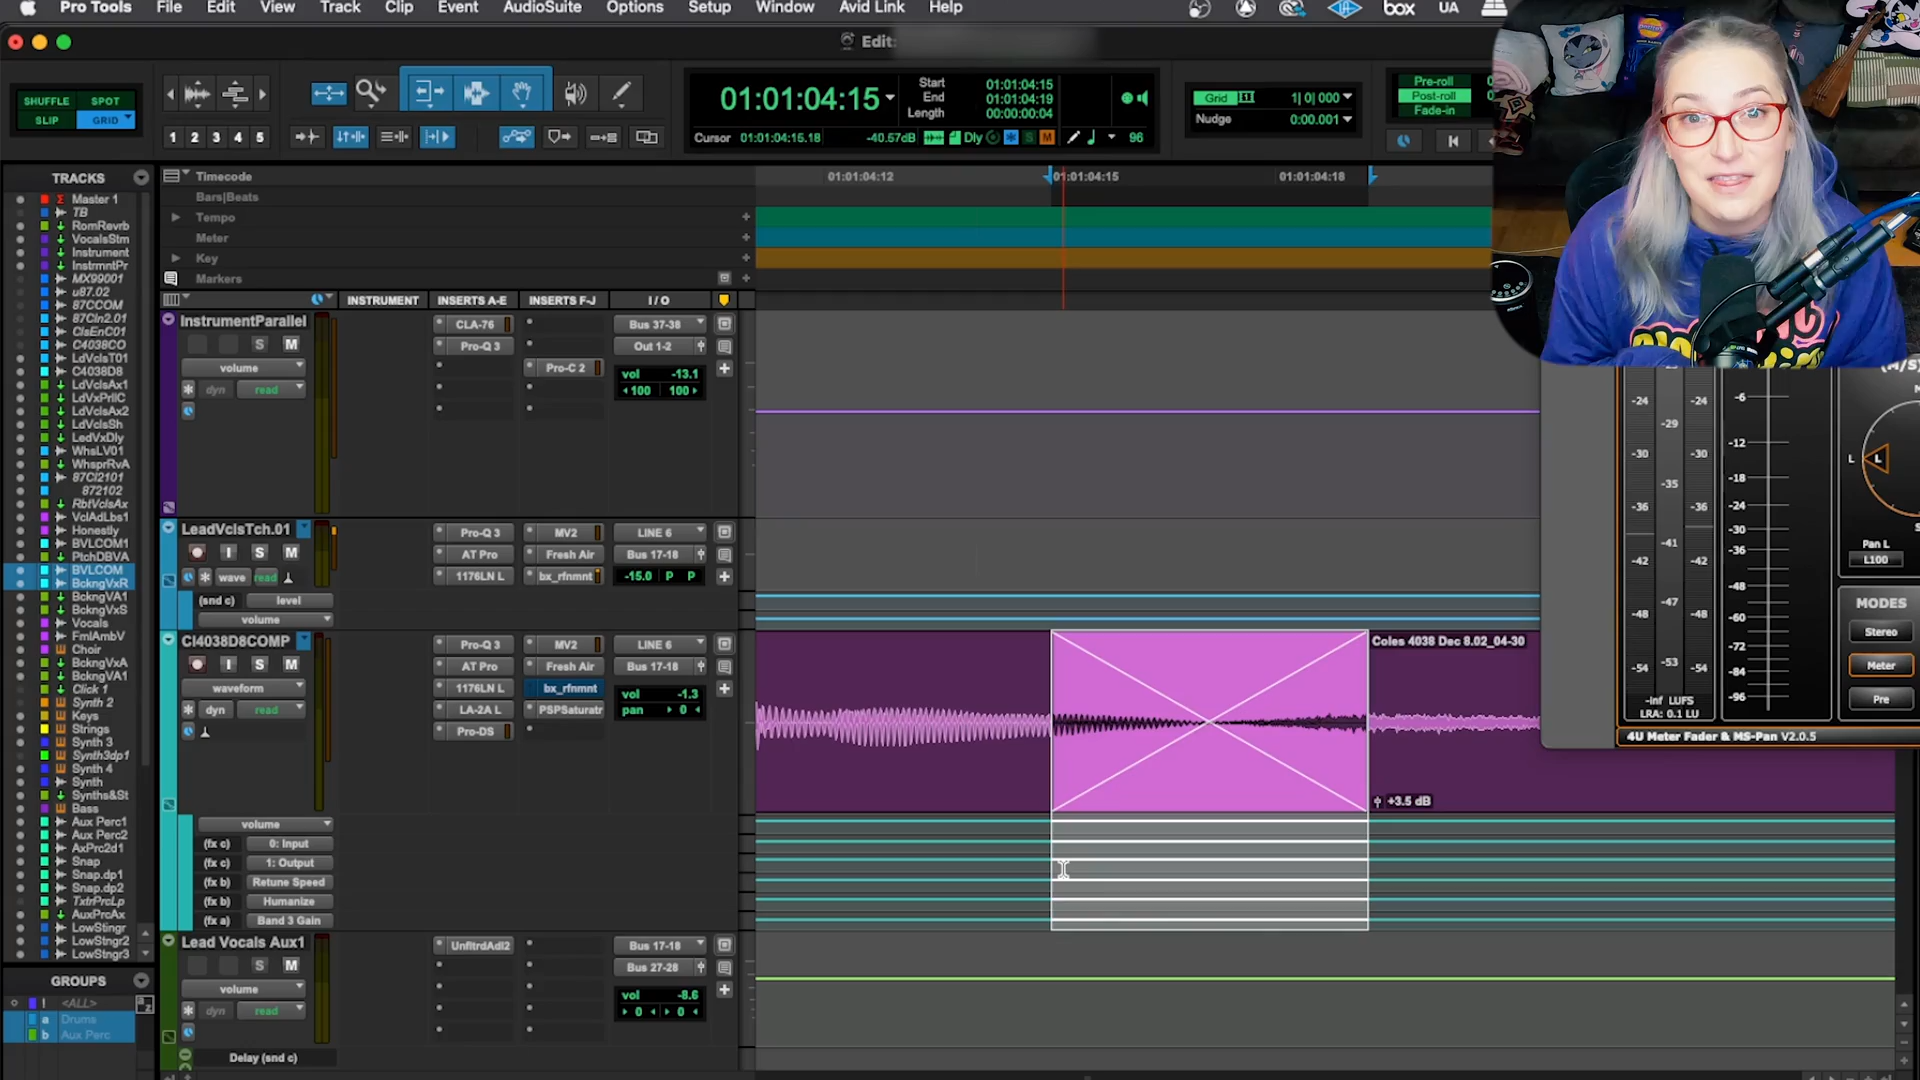 Pro Tools File Edit View Track Clip Event AudioSuite Options Setup Window Avid Link Help box UA
Edit:
SHUFFLE SPOT
SLIP GRID
1 2 3 4 5
01:01:04:15
Start 01:01:04:15
End 01:01:04:19
Length 00:00:00:04
Cursor 01:01:04:15.18 -40.57dB Dly S M 96
Grid 1| 0| 000
Nudge 0:00.001
Pre-roll
Post-roll
Fade-in
TRACKS
Master 1
TB
RomRevrb
VocalsStm
Instrument
InstrmntPr
MX99001
u87.02
87CCOM
87Cln2.01
ClsEnC01
C4038CO
LdVclsT01
C4038D8
LdVclsAx1
LdVxPrllC
LdVclsAx2
LdVclsSh
LedVxDly
WhsLV01
WhsprRvA
87Cl2101
872102
RbtVclsAx
VclAdLbs1
Honestly
BVLCOM1
PtchDBVA
BVLCOM
BckngVxR
BckngVA1
BckngVxS
Vocals
FmlAmbV
Choir
BckngVxA
BckngVA1
Click 1
Synth 2
Keys
Strings
Synth 3
Synth3dp1
Synth 4
Synth
Synths&St
Bass
Aux Perc1
Aux Perc2
AxPrc2d1
Snap
Snap.dp1
Snap.dp2
TxtrPrcLp
AuxPrcAx
LowStingr
LowStngr2
LowStngr3
GROUPS
! <ALL>
a Drums
b Aux Perc
Timecode 01:01:04:12 01:01:04:15 01:01:04:18
Bars|Beats
Tempo
Meter
Key
Markers
INSTRUMENT INSERTS A-E INSERTS F-J I / O
InstrumentParallel CLA-76 Bus 37-38
S M Pro-Q 3 Out 1-2
volume Pro-C 2 vol -13.1
dyn read 100 100
LeadVclsTch.01 Pro-Q 3 MV2 LINE 6
I S M AT Pro Fresh Air Bus 17-18
wave read 1176LN L bx_rfnmnt -15.0 P P
(snd c) level
volume
Cl4038D8COMP Pro-Q 3 MV2 LINE 6
I S M AT Pro Fresh Air Bus 17-18
waveform 1176LN L bx_rfnmnt vol -1.3
dyn read LA-2A L PSPSaturatr pan 0
Pro-DS
volume
(fx c) 0: Input
(fx c) 1: Output
(fx b) Retune Speed
(fx b) Humanize
(fx a) Band 3 Gain
Coles 4038 Dec 8.02_04-30
+3.5 dB
Lead Vocals Aux1 UnfltrdAdl2 Bus 17-18
S M Bus 27-28
volume vol -8.6
dyn read 0 0
Delay (snd c)
-24 -24
-29
-30 -30
-35
-36 -36
-41
-42 -42
-47
-48 -48
-53
-54 -54
-inf LUFS
LRA: 0.1 LU
-6
-12
-18
-24
-30
-36
-48
-60
-72
-84
-96
(M/S)
L L
Pan L
L100
MODES
Stereo
Meter
Pre
4U Meter Fader & MS-Pan V2.0.5